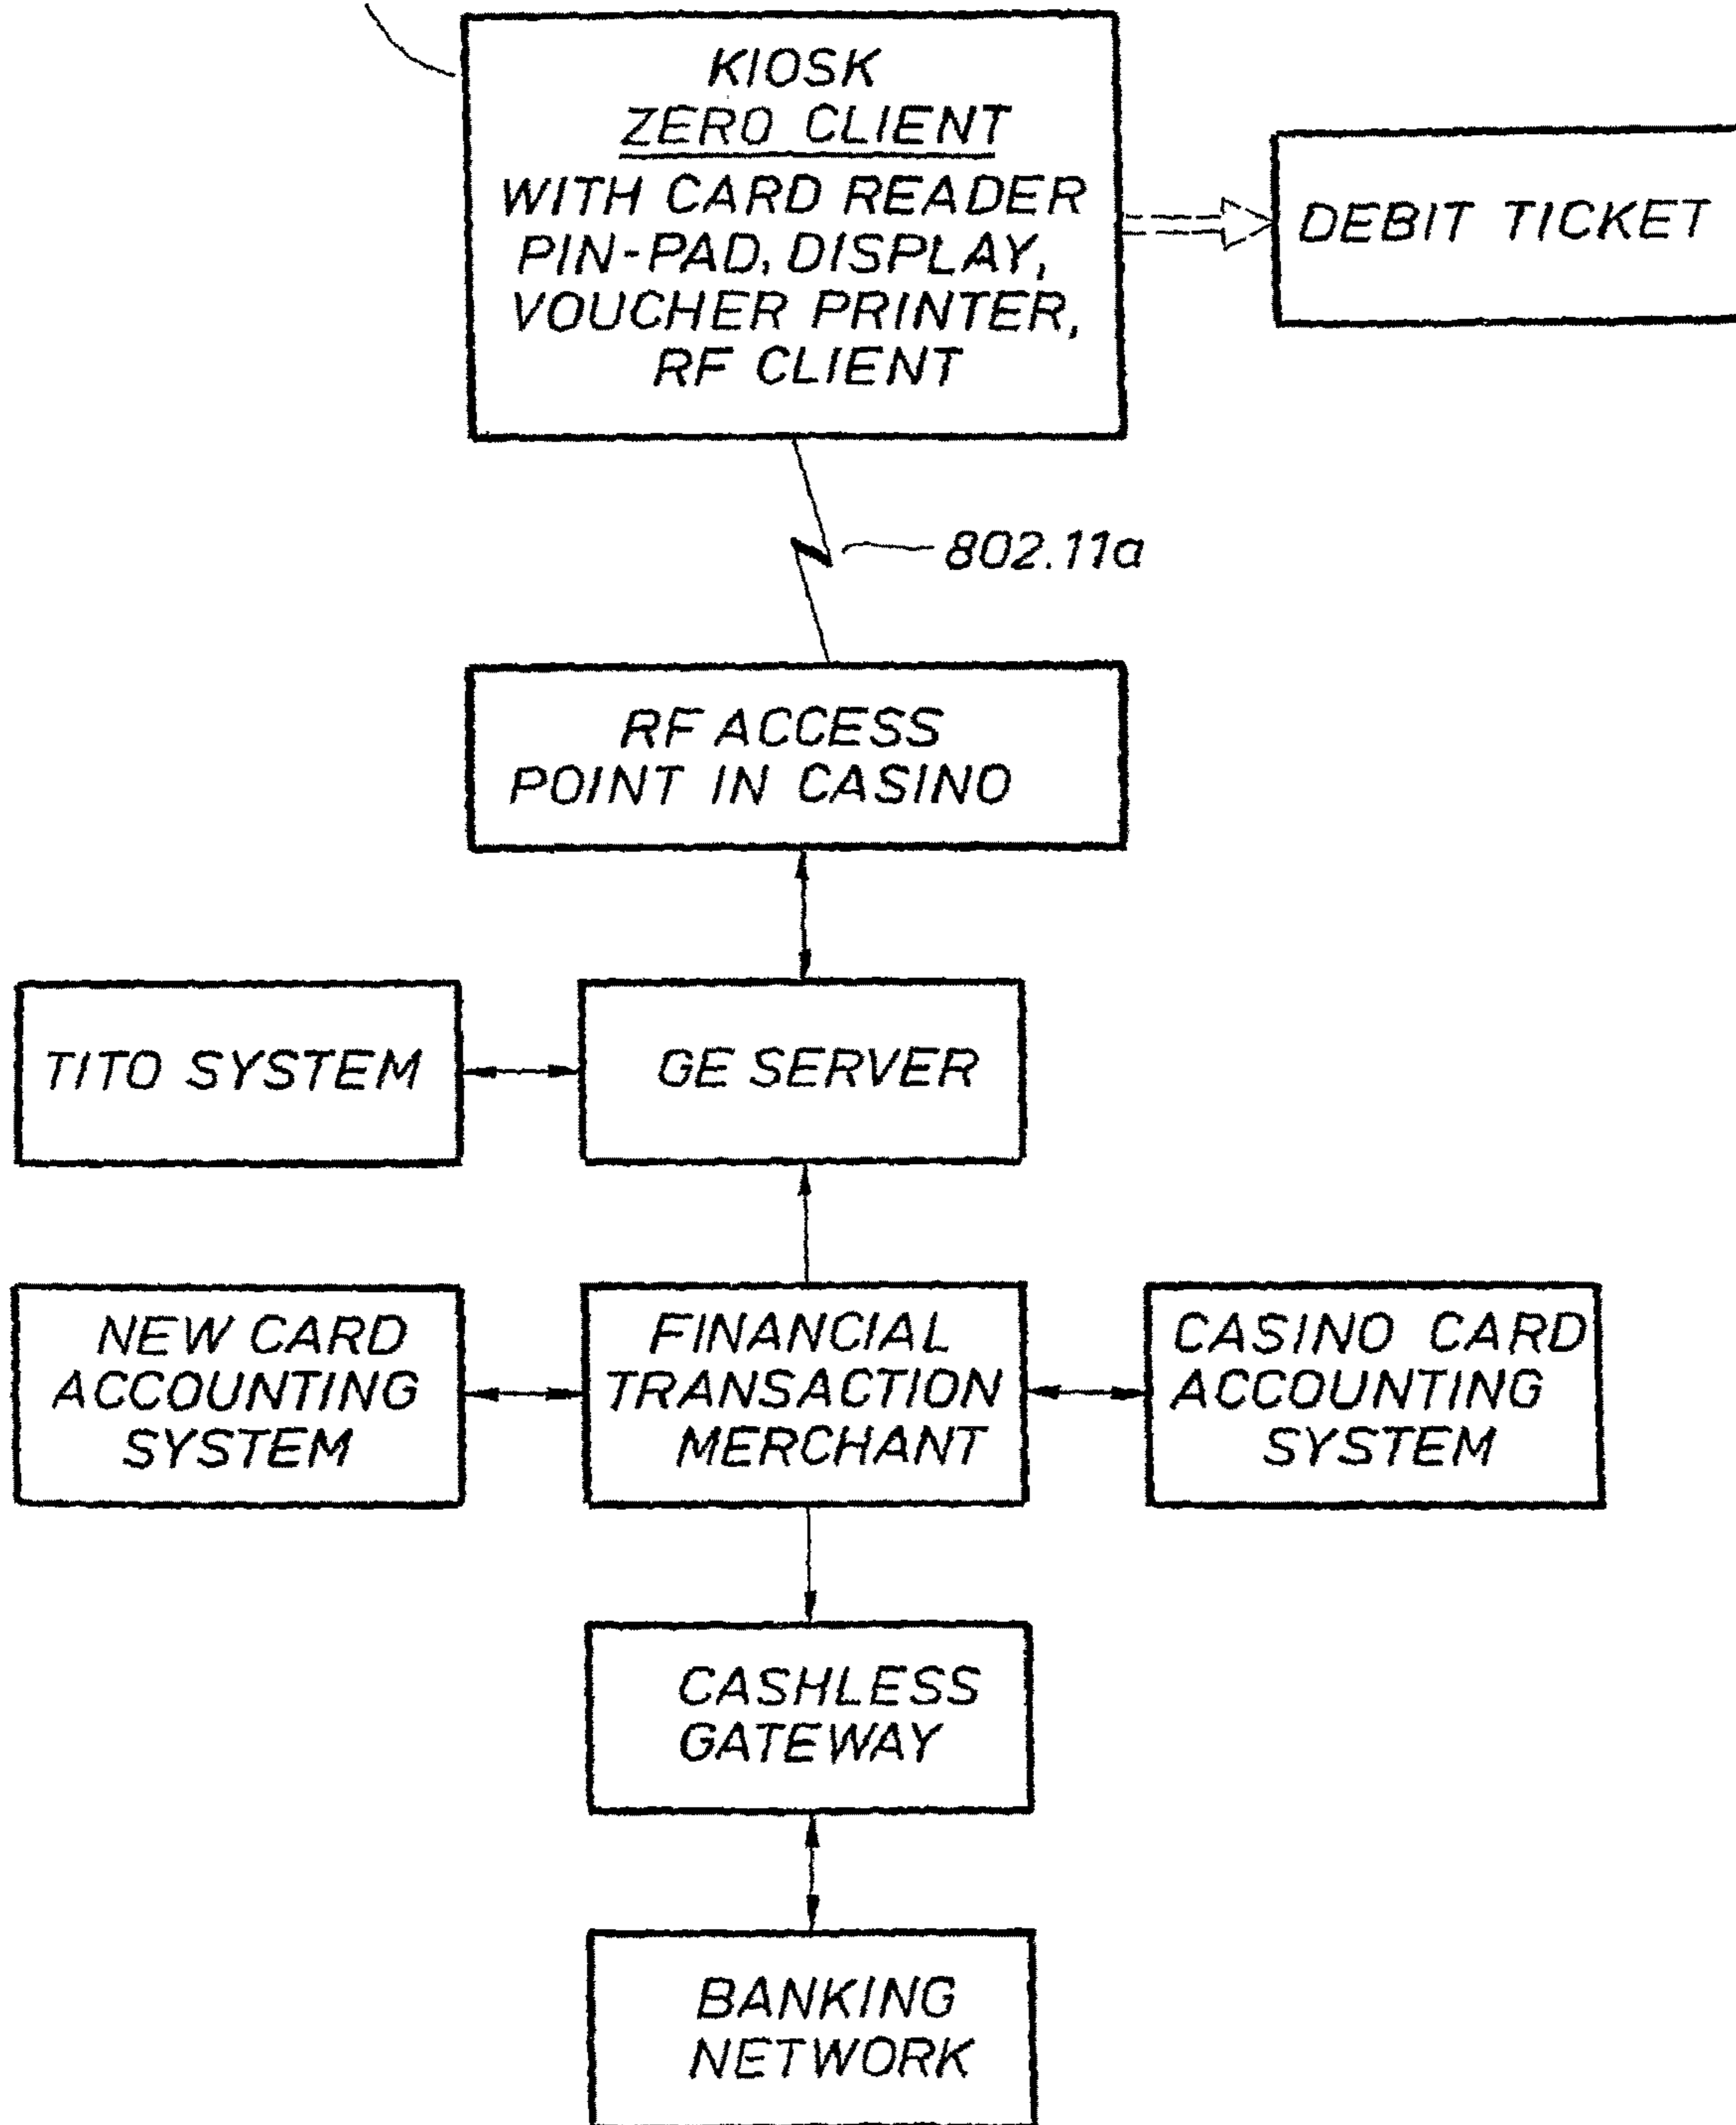 KIOSK
ZERO CLIENT
WITH CARD READER
PIN-PAD, DISPLAY,
VOUCHER PRINTER,
RF CLIENT
DEBIT TICKET
802.11a
RF ACCESS
POINT IN CASINO
TITO SYSTEM
GE SERVER
NEW CARD
ACCOUNTING
SYSTEM
FINANCIAL
TRANSACTION
MERCHANT
CASINO CARD
ACCOUNTING
SYSTEM
CASHLESS
GATEWAY
BANKING
NETWORK